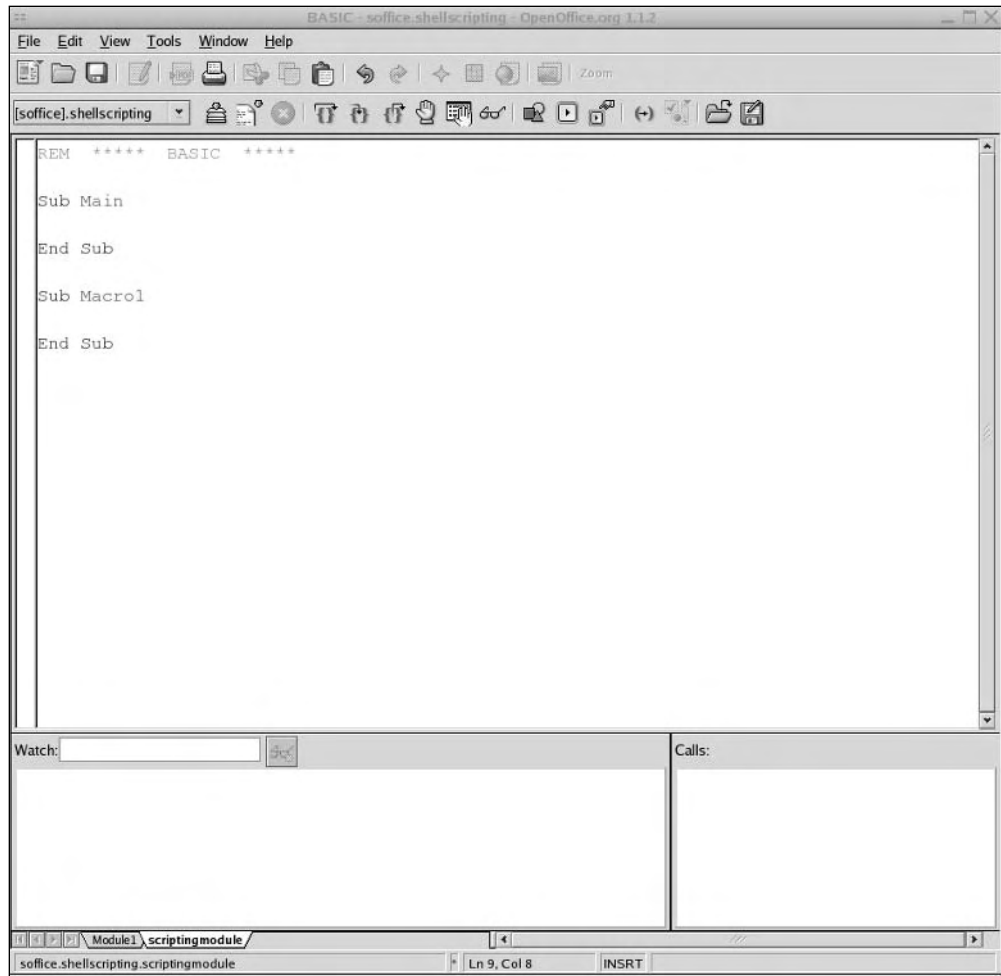 BASIC - soffice.shellscripting - OpenOffice.org 1.1.2
File Edit View Tools Window Help
Zoom
[soffice].shellscripting
REM ***** BASIC *****
Sub Main
End Sub
Sub Macro1
End Sub
Watch:
Calls:
Module1 scriptingmodule
soffice.shellscripting.scriptingmodule * Ln 9, Col 8 INSRT